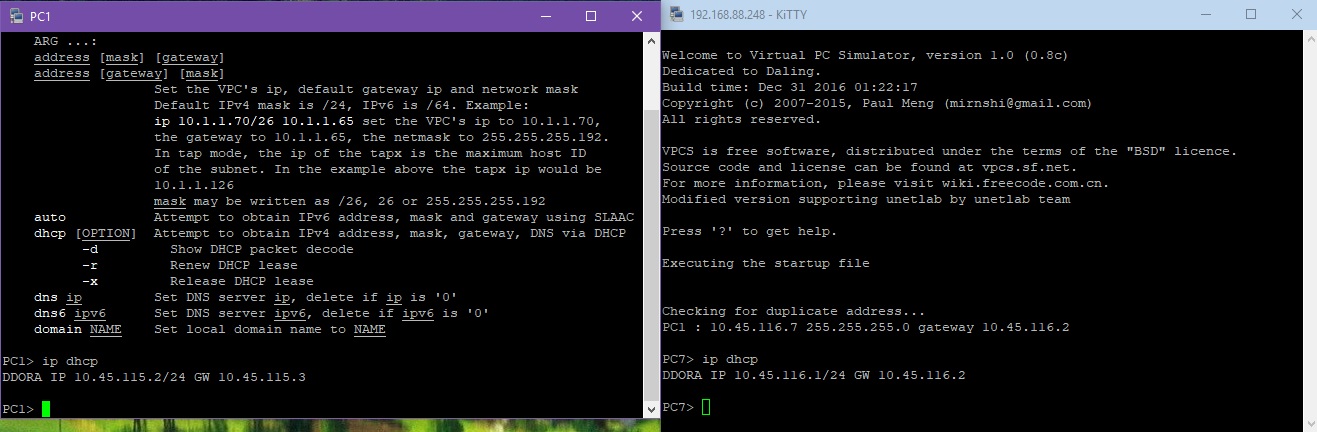 PC1
ARG ...:
address [mask] [gateway]
address [gateway] [mask]
Set the VPC's ip, default gateway ip and network mask
Default IPv4 mask is /24, IPv6 is /64. Example:
ip 10.1.1.70/26 10.1.1.65 set the VPC's ip to 10.1.1.70,
the gateway to 10.1.1.65, the netmask to 255.255.255.192.
In tap mode, the ip of the tapx is the maximum host ID
of the subnet. In the example above the tapx ip would be
10.1.1.126
mask may be written as /26, 26 or 255.255.255.192
auto Attempt to obtain IPv6 address, mask and gateway using SLAAC
dhcp [OPTION] Attempt to obtain IPv4 address, mask, gateway, DNS via DHCP
-d Show DHCP packet decode
-r Renew DHCP lease
-x Release DHCP lease
dns ip Set DNS server ip, delete if ip is '0'
dns6 ipv6 Set DNS server ipv6, delete if ipv6 is '0'
domain NAME Set local domain name to NAME
PC1> ip dhcp
DDORA IP 10.45.115.2/24 GW 10.45.115.3
PC1>
192.168.88.248 - KiTTY
Welcome to Virtual PC Simulator, version 1.0 (0.8c)
Dedicated to Daling.
Build time: Dec 31 2016 01:22:17
Copyright (c) 2007-2015, Paul Meng (mirnshi@gmail.com)
All rights reserved.
VPCS is free software, distributed under the terms of the "BSD" licence.
Source code and license can be found at vpcs.sf.net.
For more information, please visit wiki.freecode.com.cn.
Modified version supporting unetlab by unetlab team
Press '?' to get help.
Executing the startup file
Checking for duplicate address...
PC1 : 10.45.116.7 255.255.255.0 gateway 10.45.116.2
PC7> ip dhcp
DDORA IP 10.45.116.1/24 GW 10.45.116.2
PC7>